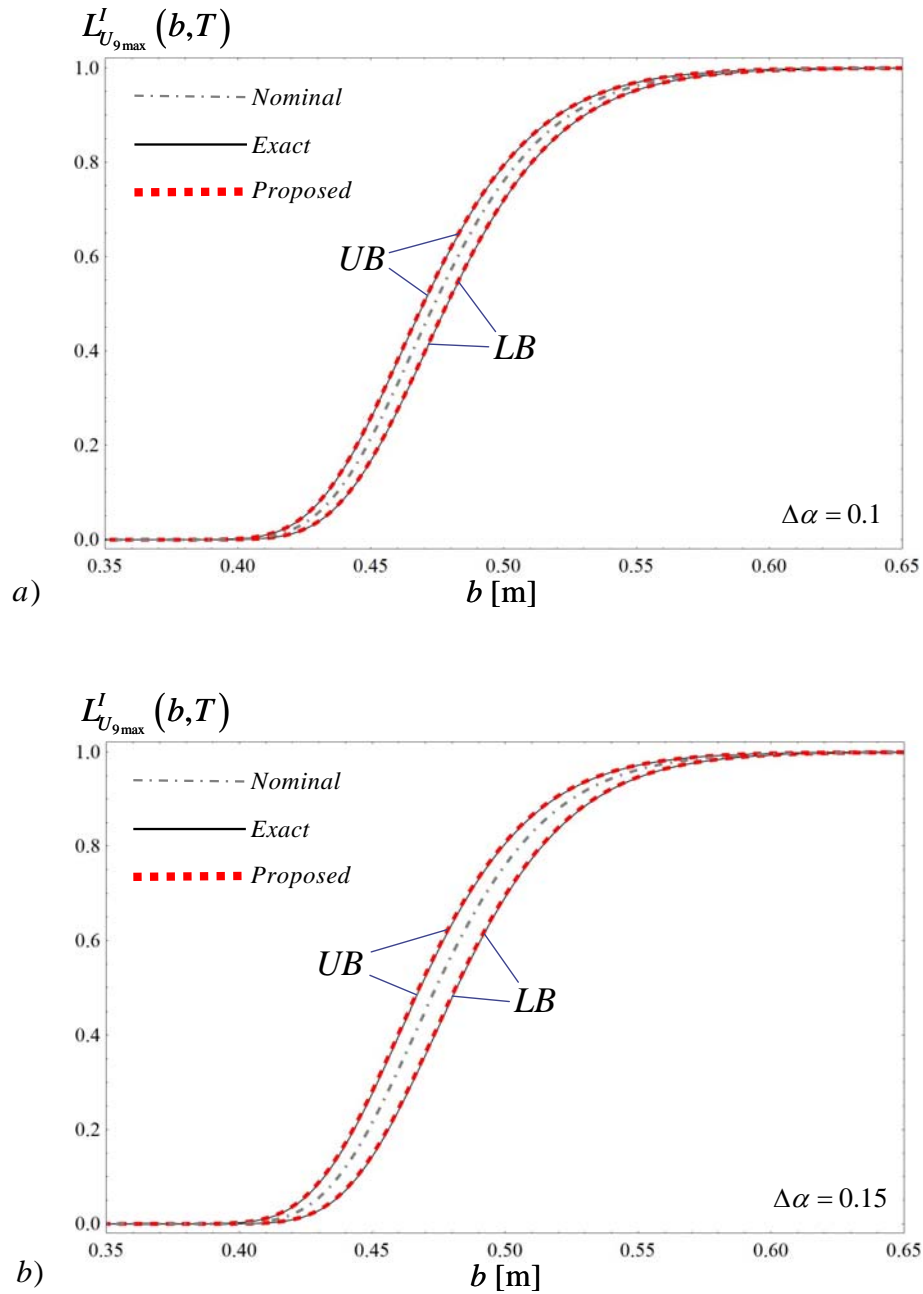 L^I_{U_{9max}} (b,T)
1.0
Nominal
Exact
0.8
Proposed
0.6
UB
LB
0.4
0.2
Δα = 0.1
0.0
0.35 0.40 0.45 0.50 0.55 0.60 0.65
a) b [m]
L^I_{U_{9max}} (b,T)
1.0
Nominal
Exact
0.8
Proposed
0.6
UB
LB
0.4
0.2
Δα = 0.15
0.0
0.35 0.40 0.45 0.50 0.55 0.60 0.65
b) b [m]